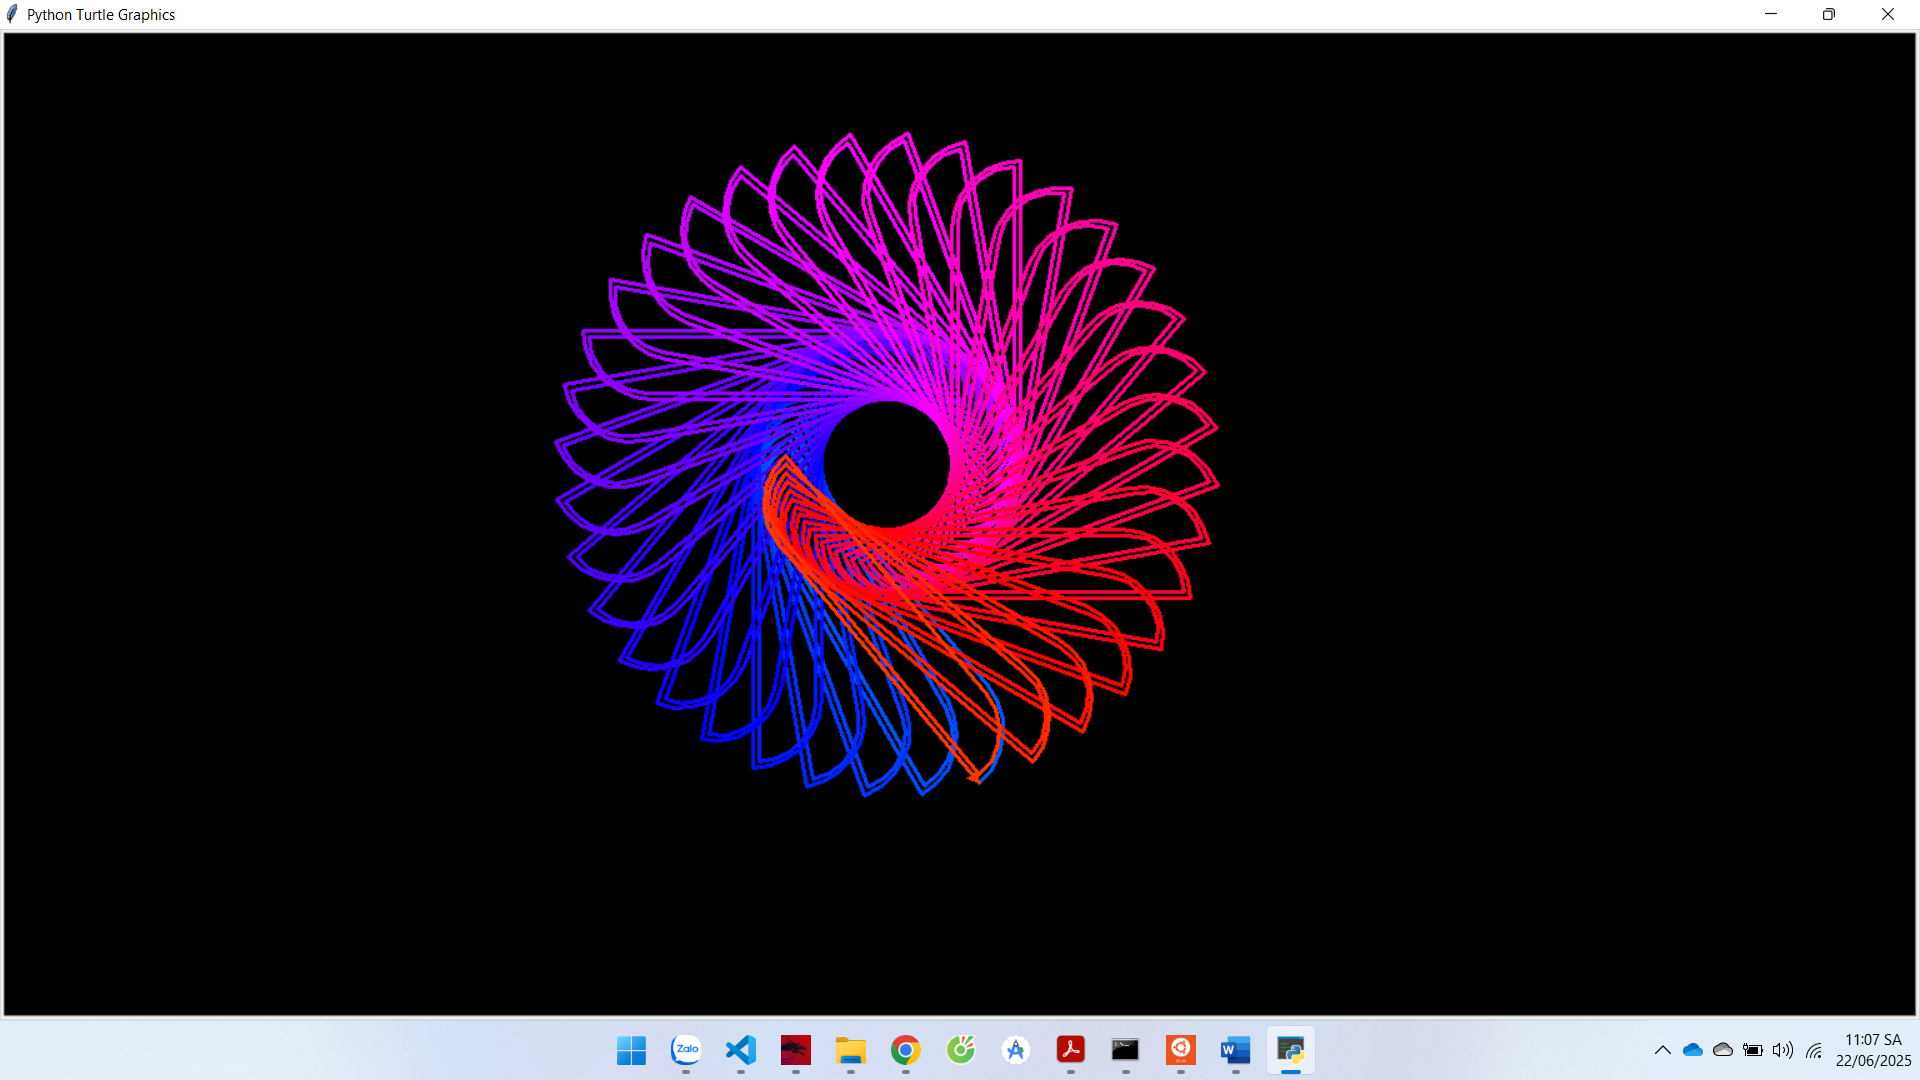 Python Turtle Graphics
Zalo
W
11:07 SA
22/06/2025